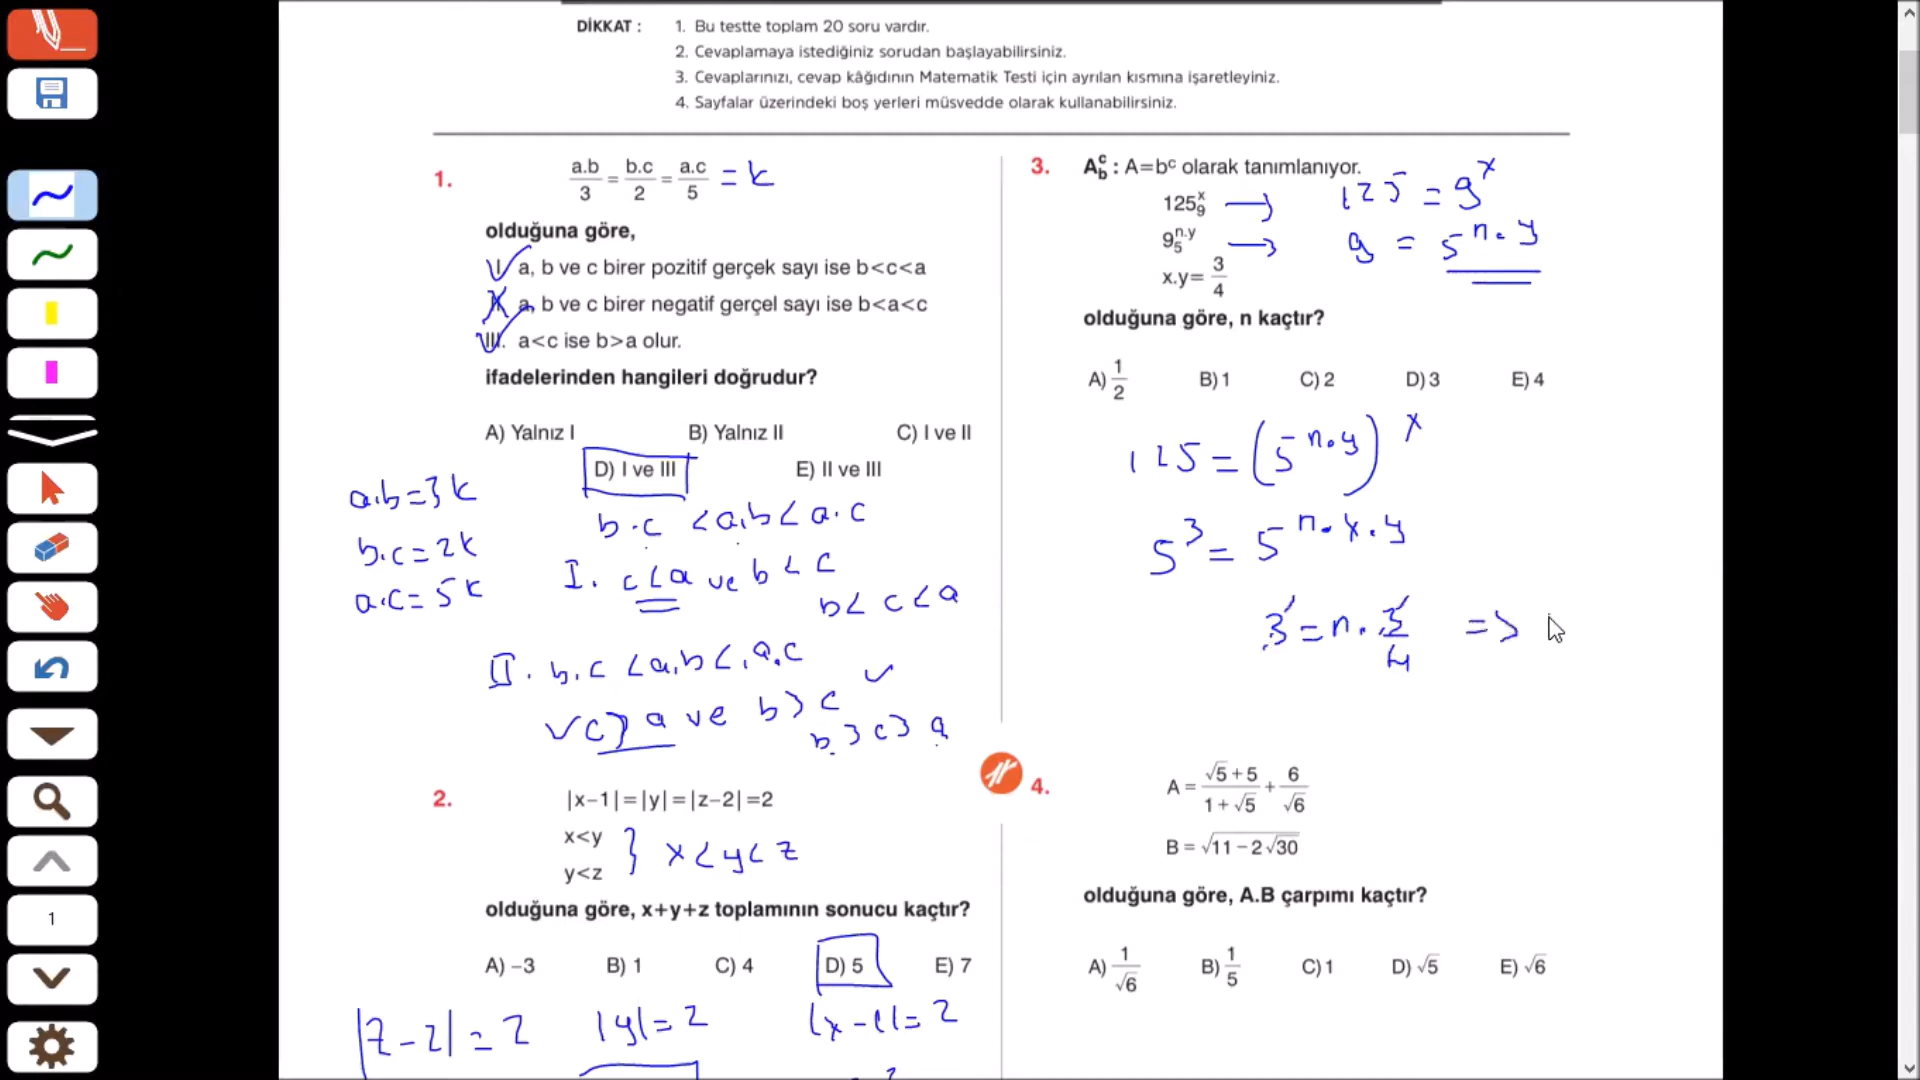 DİKKAT : 1. Bu testte toplam 20 soru vardır.
2. Cevaplamaya istediğiniz sorudan başlayabilirsiniz.
3. Cevaplarınızı, cevap kâğıdının Matematik Testi için ayrılan kısmına işaretleyiniz.
4. Sayfalar üzerindeki boş yerleri müsvedde olarak kullanabilirsiniz.
1. a.b/3 = b.c/2 = a.c/5 = k
olduğuna göre,
I. a, b ve c birer pozitif gerçek sayı ise b<c<a
a, b ve c birer negatif gerçel sayı ise b<a<c
III. a<c ise b>a olur.
ifadelerinden hangileri doğrudur?
A) Yalnız I B) Yalnız II C) I ve II
D) I ve III E) II ve III
a.b=3k
b.c=2k
a.c=5k
b.c <a.b< a.c
I. c<a ve b<c
b< c<a
II. b.c <a.b< a.c
c>a ve b>c
b>c>a
2. |x−1|=|y|=|z−2|=2
x<y
y<z
} x<y<z
olduğuna göre, x+y+z toplamının sonucu kaçtır?
A) −3 B) 1 C) 4 D) 5 E) 7
|z-2|=2 |y|=2 |x-1|=2
3. A_b^c : A=b^c olarak tanımlanıyor.
125_9^x → 125 = 9^x
9_5^n.y → 9 = 5^n.y
x.y= 3/4
olduğuna göre, n kaçtır?
A) 1/2 B) 1 C) 2 D) 3 E) 4
125 = (5^n.y)^x
5^3 = 5^n.x.y
3 = n. 3/4 =>
4. A = (√5+5)/(1+√5) + 6/√6
B = √(11−2√30)
olduğuna göre, A.B çarpımı kaçtır?
A) 1/√6 B) 1/5 C) 1 D) √5 E) √6
1